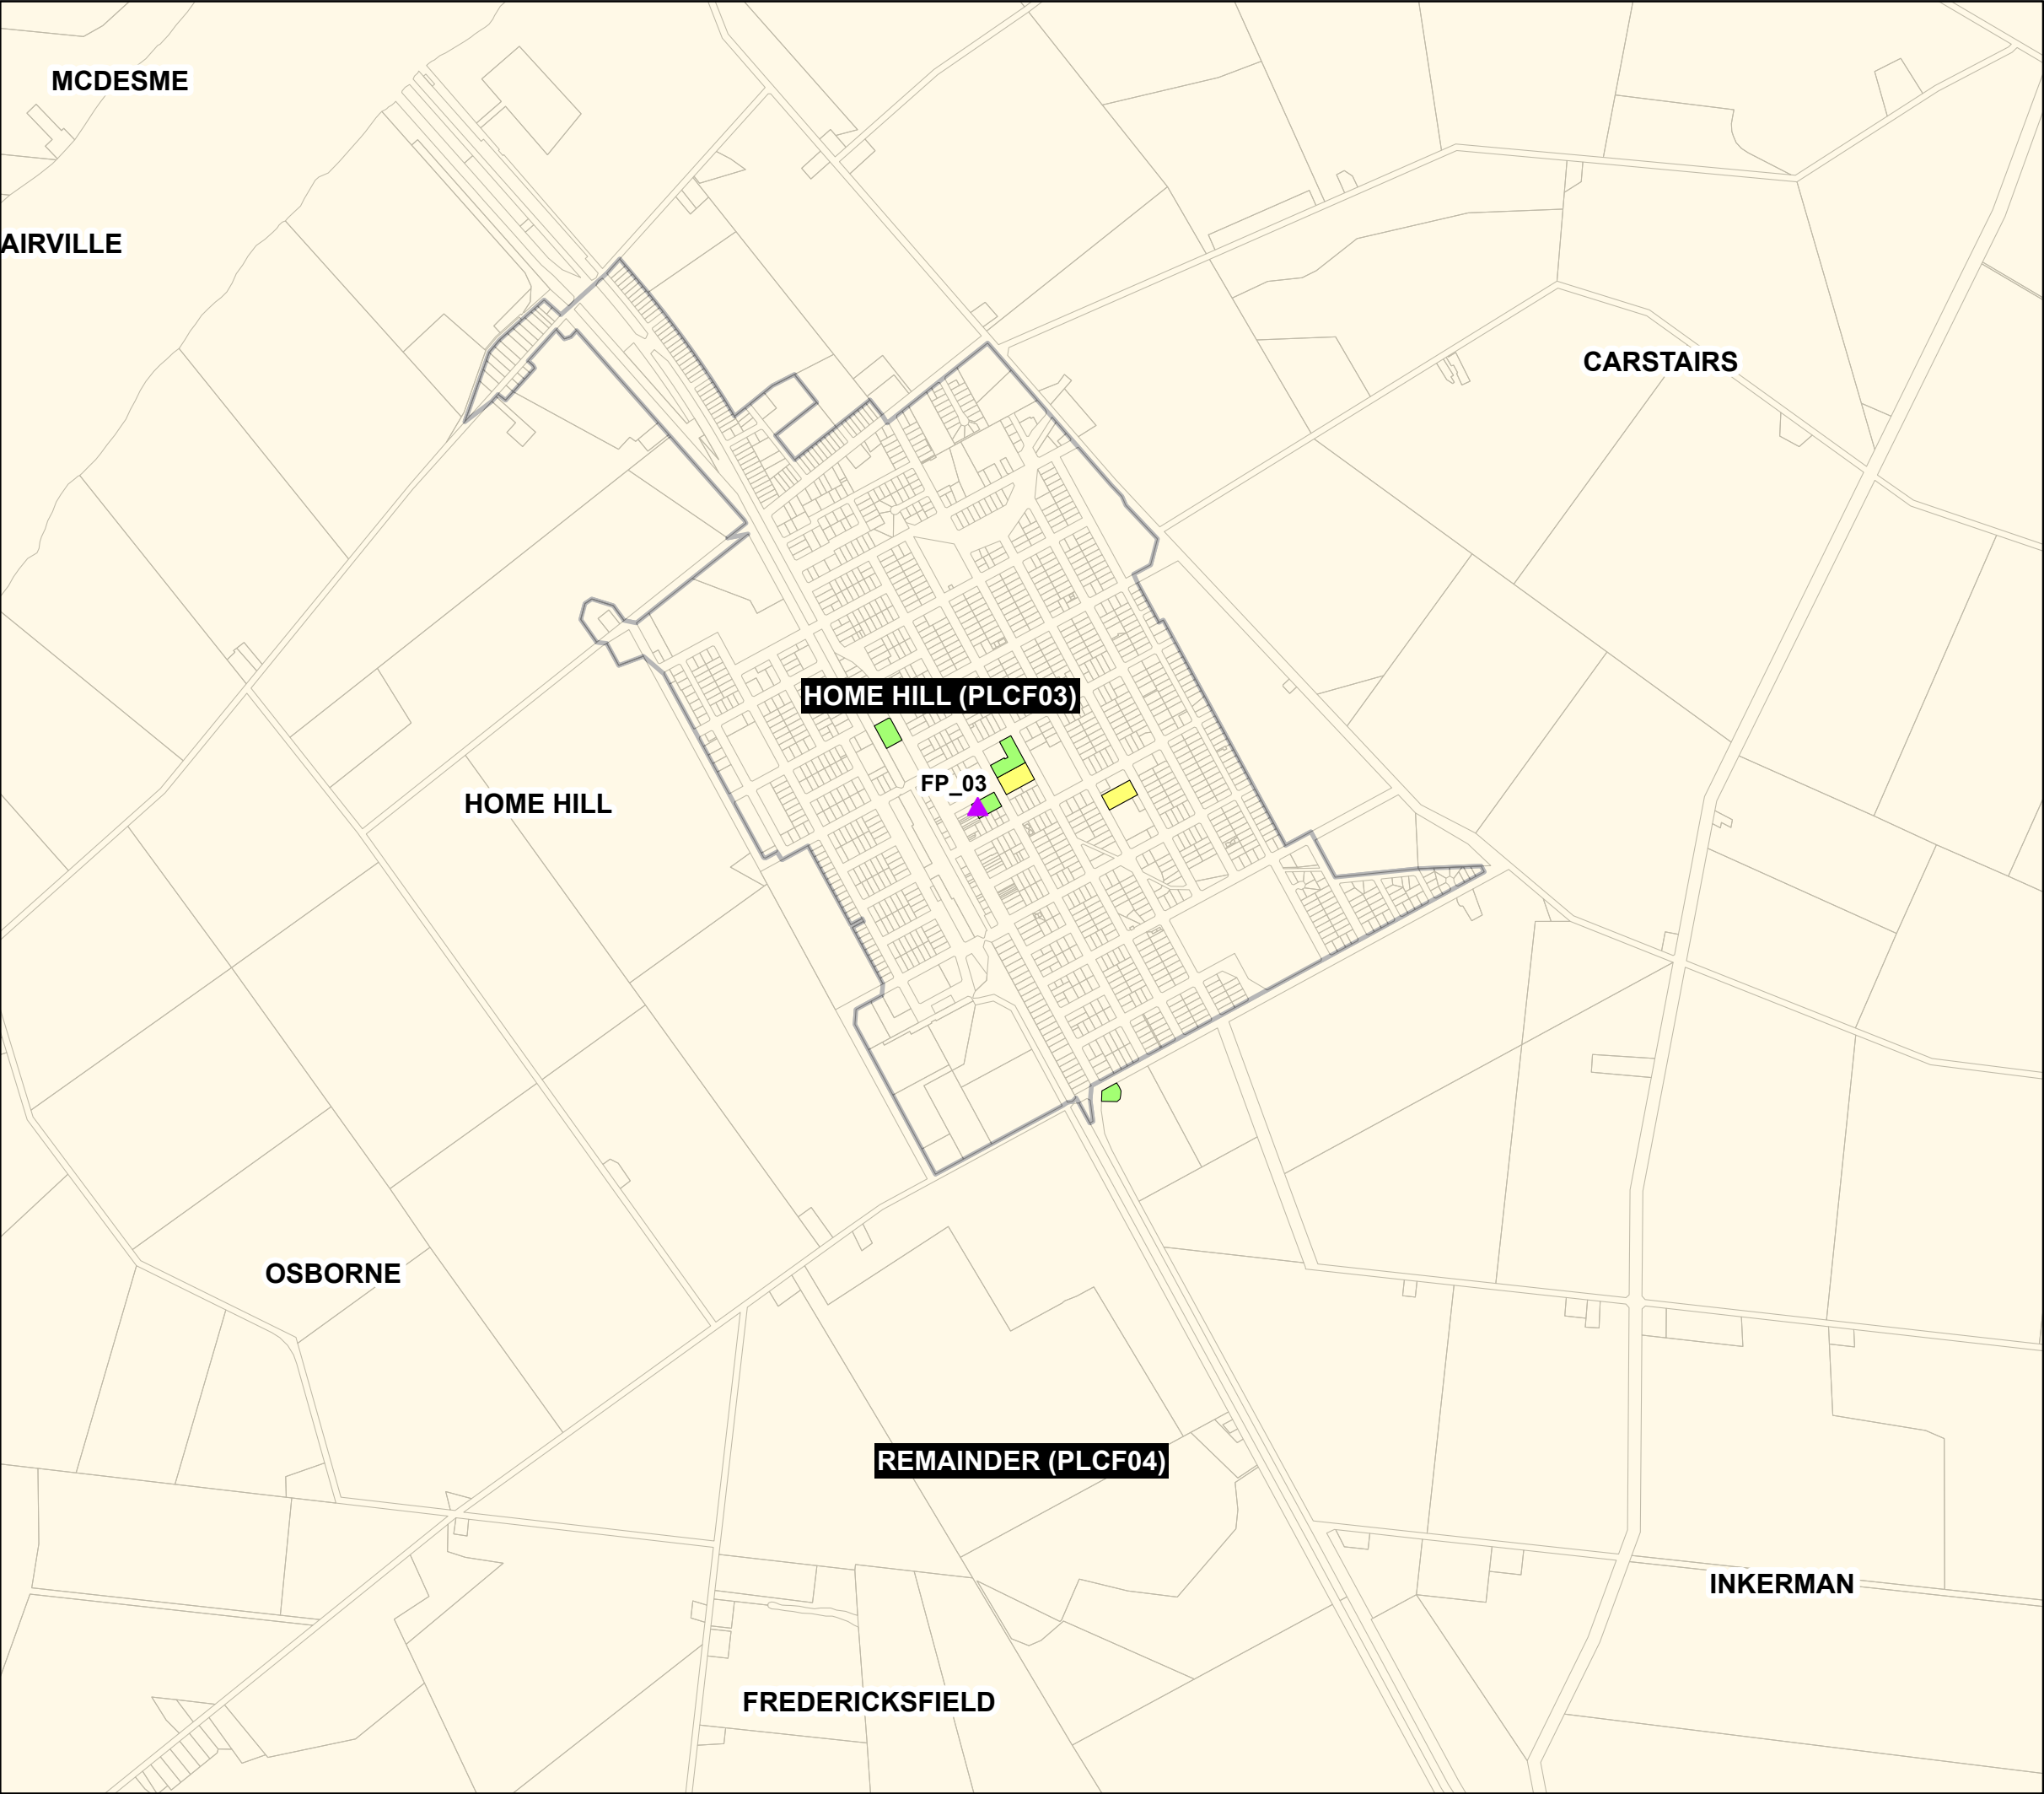 MCDESME
AIRVILLE
CARSTAIRS
HOME HILL (PLCF03)
FP_03
HOME HILL
OSBORNE
REMAINDER (PLCF04)
INKERMAN
FREDERICKSFIELD